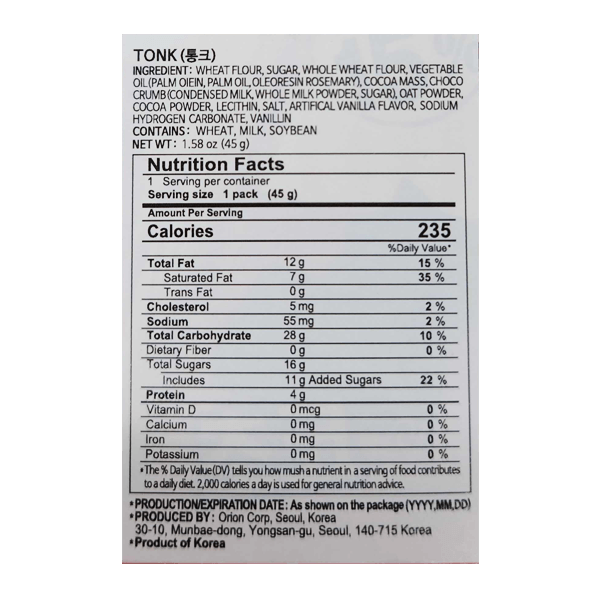 TONK (통크)
INGREDIENT: WHEAT FLOUR, SUGAR, WHOLE WHEAT FLOUR, VEGETABLE
OIL(PALM OIEIN, PALM OIL, OLEORESIN ROSEMARY), COCOA MASS, CHOCO
CRUMB(CONDENSED MILK, WHOLE MILK POWDER, SUGAR), OAT POWDER,
COCOA POWDER, LECITHIN, SALT, ARTIFICAL VANILLA FLAVOR, SODIUM
HYDROGEN CARBONATE, VANILLIN
CONTAINS: WHEAT, MILK, SOYBEAN
NET WT: 1.58 oz (45 g)
Nutrition Facts
1 Serving per container
Serving size 1 pack (45 g)
Amount Per Serving
Calories 235
%Daily Value*
Total Fat 12 g 15 %
Saturated Fat 7 g 35 %
Trans Fat 0 g
Cholesterol 5 mg 2 %
Sodium 55 mg 2 %
Total Carbohydrate 28 g 10 %
Dietary Fiber 0 g 0 %
Total Sugars 16 g
Includes 11 g Added Sugars 22 %
Protein 4 g
Vitamin D 0 mcg 0 %
Calcium 0 mg 0 %
Iron 0 mg 0 %
Potassium 0 mg 0 %
*The % Daily Value(DV) tells you how mush a nutrient in a serving of food contributes
to a daily diet. 2,000 calories a day is used for general nutrition advice.
*PRODUCTION/EXPIRATION DATE: As shown on the package (YYYY,MM,DD)
*PRODUCED BY: Orion Corp, Seoul, Korea
30-10, Munbae-dong, Yongsan-gu, Seoul, 140-715 Korea
*Product of Korea